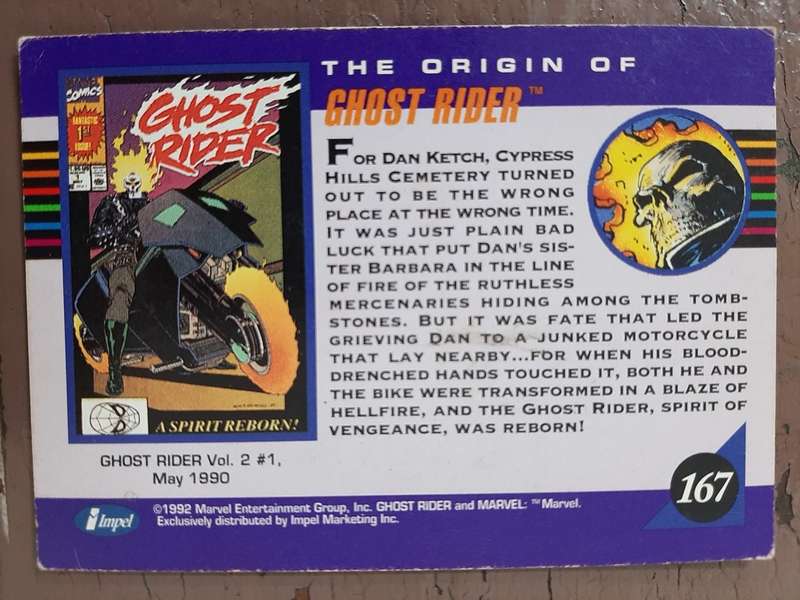 THE ORIGIN OF
GHOST RIDER™
COMICS
FANTASTIC
1ST
ISSUE!
GHOST
RIDER
1
A SPIRIT REBORN!
GHOST RIDER Vol. 2 #1,
May 1990
FOR DAN KETCH, CYPRESS
HILLS CEMETERY TURNED
OUT TO BE THE WRONG
PLACE AT THE WRONG TIME.
IT WAS JUST PLAIN BAD
LUCK THAT PUT DAN'S SIS-
TER BARBARA IN THE LINE
OF FIRE OF THE RUTHLESS
MERCENARIES HIDING AMONG THE TOMB-
STONES. BUT IT WAS FATE THAT LED THE
GRIEVING DAN TO A JUNKED MOTORCYCLE
THAT LAY NEARBY...FOR WHEN HIS BLOOD-
DRENCHED HANDS TOUCHED IT, BOTH HE AND
THE BIKE WERE TRANSFORMED IN A BLAZE OF
HELLFIRE, AND THE GHOST RIDER, SPIRIT OF
VENGEANCE, WAS REBORN!
167
Impel
©1992 Marvel Entertainment Group, Inc. GHOST RIDER and MARVEL: ™Marvel.
Exclusively distributed by Impel Marketing Inc.